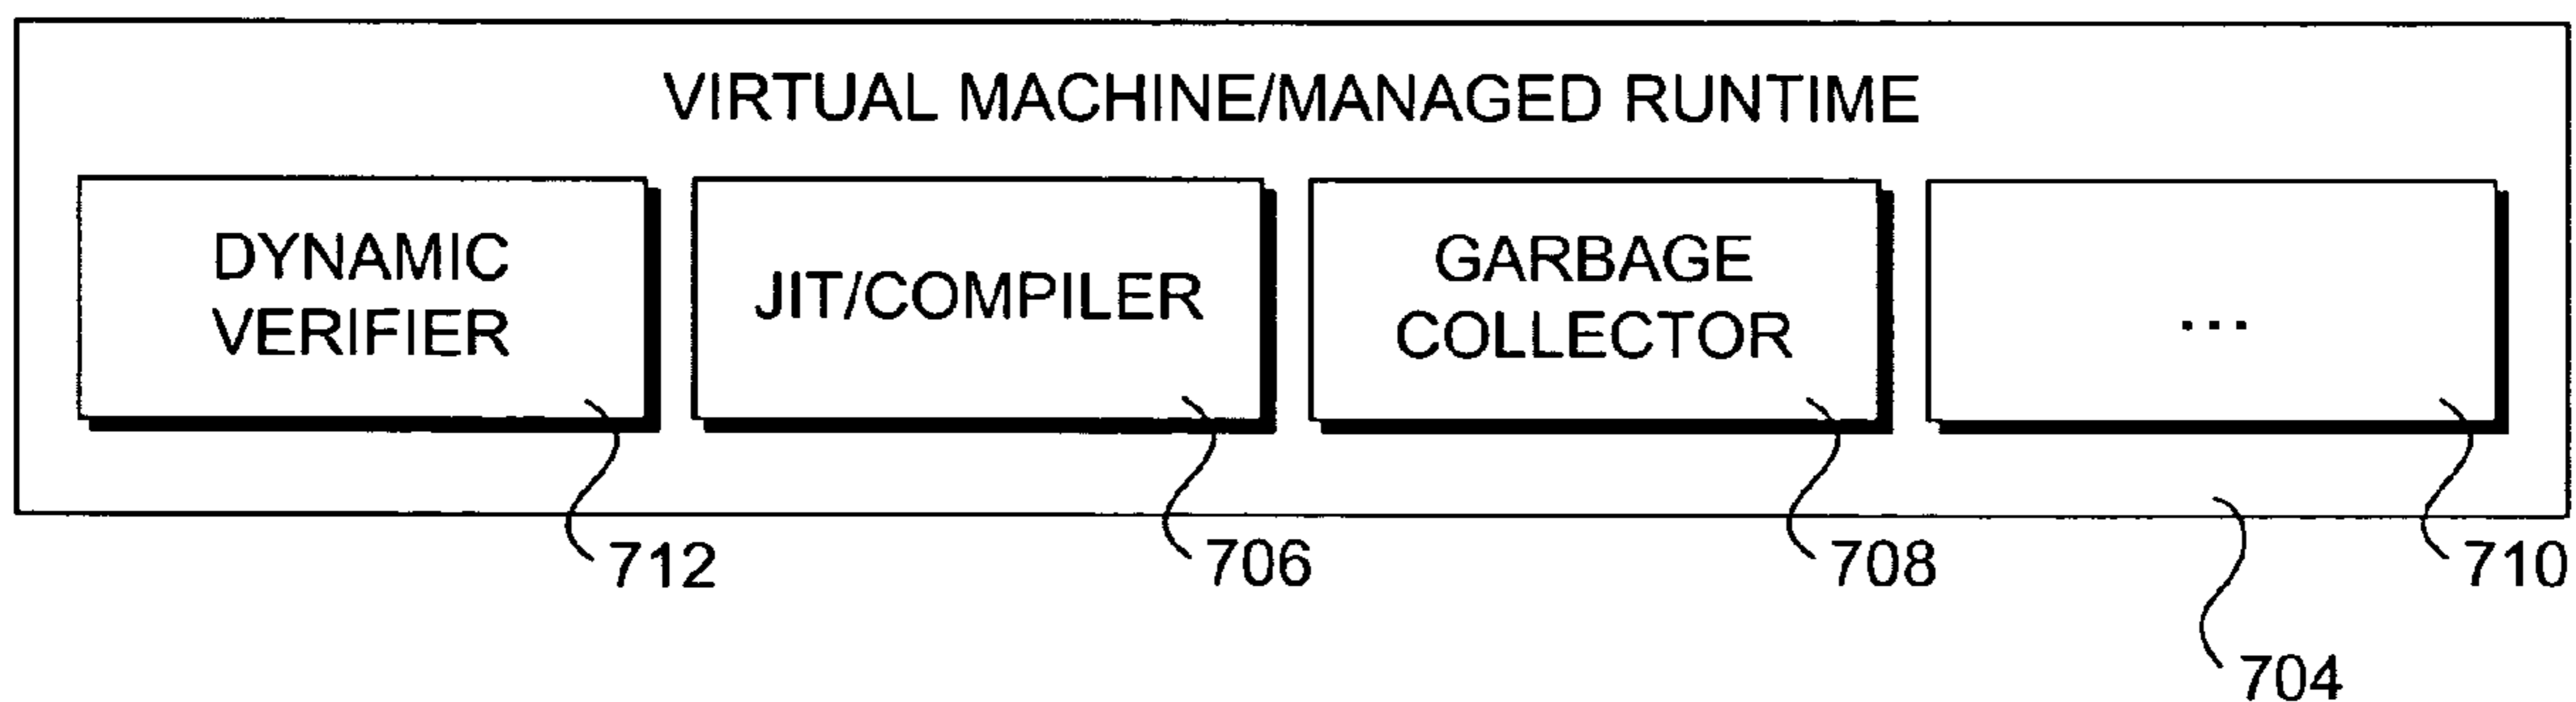 VIRTUAL MACHINE/MANAGED RUNTIME
DYNAMIC
VERIFIER
JIT/COMPILER
GARBAGE
COLLECTOR
...
712
706
708
710
704